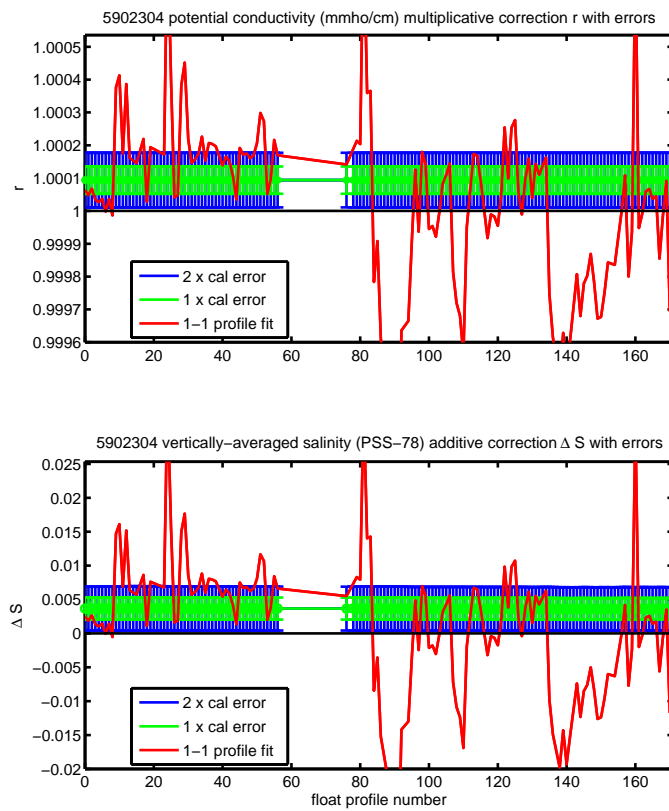 5902304 potential conductivity (mmho/cm) multiplicative correction r with errors
1.0005
1.0004
1.0003
1.0002
1.0001
1
0.9999
0.9998
0.9997
0.9996
r
2 x cal error
1 x cal error
1−1 profile fit
0 20 40 60 80 100 120 140 160
5902304 vertically−averaged salinity (PSS−78) additive correction Δ S with errors
0.025
0.02
0.015
0.01
0.005
0
−0.005
−0.01
−0.015
−0.02
Δ S
2 x cal error
1 x cal error
1−1 profile fit
0 20 40 60 80 100 120 140 160
float profile number